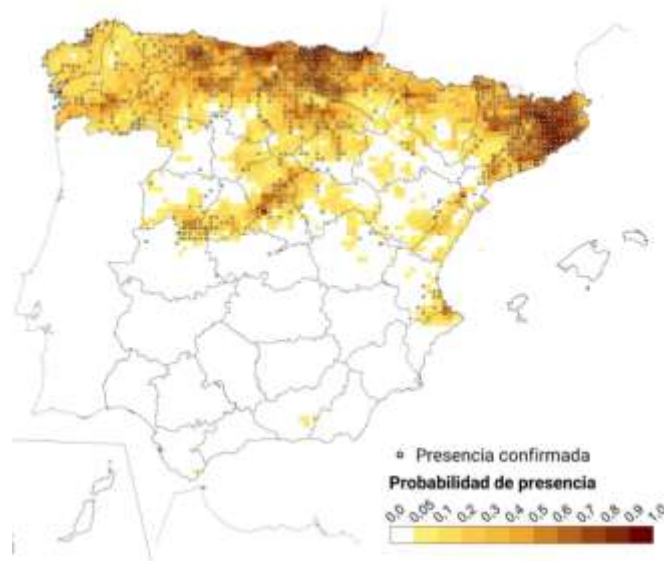 Presencia confirmada
Probabilidad de presencia
0,0 0,05 0,1 0,2 0,3 0,4 0,5 0,6 0,7 0,8 0,9 1,0